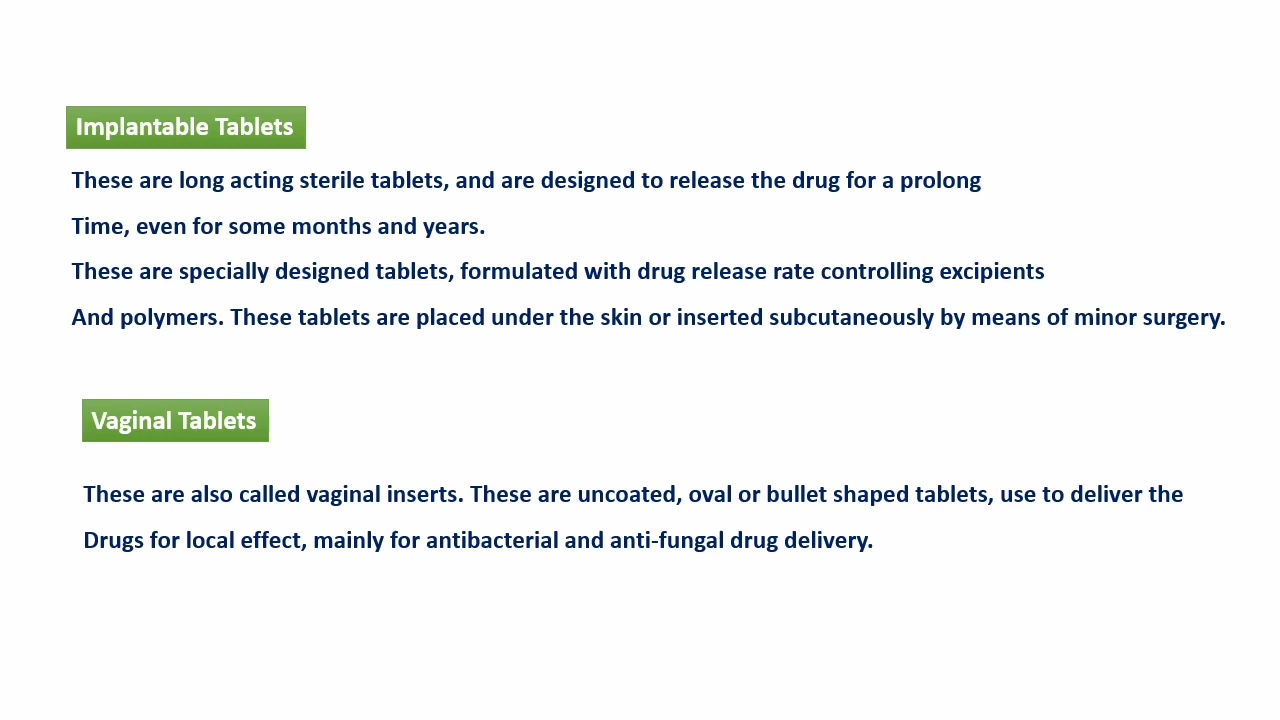 Implantable Tablets
These are long acting sterile tablets, and are designed to release the drug for a prolong
Time, even for some months and years.
These are specially designed tablets, formulated with drug release rate controlling excipients
And polymers. These tablets are placed under the skin or inserted subcutaneously by means of minor surgery.
Vaginal Tablets
These are also called vaginal inserts. These are uncoated, oval or bullet shaped tablets, use to deliver the
Drugs for local effect, mainly for antibacterial and anti-fungal drug delivery.